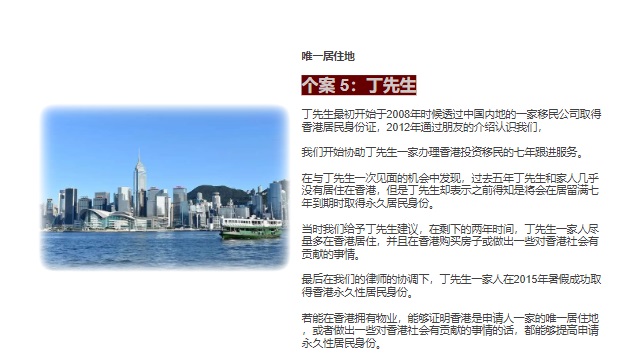 唯一居住地
个案 5：丁先生
丁先生最初开始于2008年时候透过中国内地的一家移民公司取得
香港居民身份证，2012年通过朋友的介绍认识我们，
我们开始协助丁先生一家办理香港投资移民的七年跟进服务。
在与丁先生一次见面的机会中发现，过去五年丁先生和家人几乎
没有居住在香港，但是丁先生却表示之前得知是将会在居留满七
年到期时取得永久居民身份。
当时我们给予丁先生建议，在剩下的两年时间，丁先生一家人尽
量多在香港居住，并且在香港购买房子或做出一些对香港社会有
贡献的事情。
最后在我们的律师的协调下，丁先生一家人在2015年暑假成功取
得香港永久性居民身份。
若能在香港拥有物业，能够证明香港是申请人一家的唯一居住地
，或者做出一些对香港社会有贡献的事情的话，都能够提高申请
永久性居民身份。